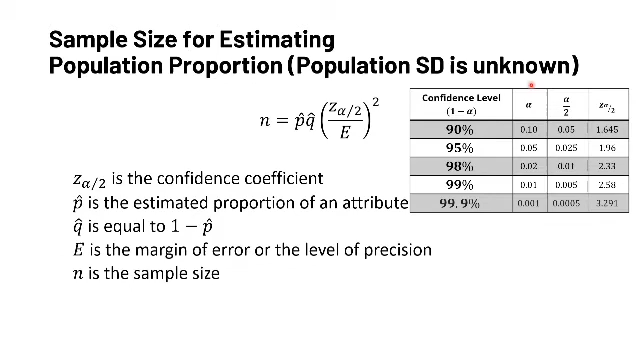 Sample Size for Estimating
Population Proportion (Population SD is unknown)
n = p̂q̂ (z_{α/2} / E)^2
Confidence Level (1 − α) α α/2 z_{α/2}
90% 0.10 0.05 1.645
95% 0.05 0.025 1.96
98% 0.02 0.01 2.33
99% 0.01 0.005 2.58
99.9% 0.001 0.0005 3.291
z_{α/2} is the confidence coefficient
p̂ is the estimated proportion of an attribute
q̂ is equal to 1 − p̂
E is the margin of error or the level of precision
n is the sample size